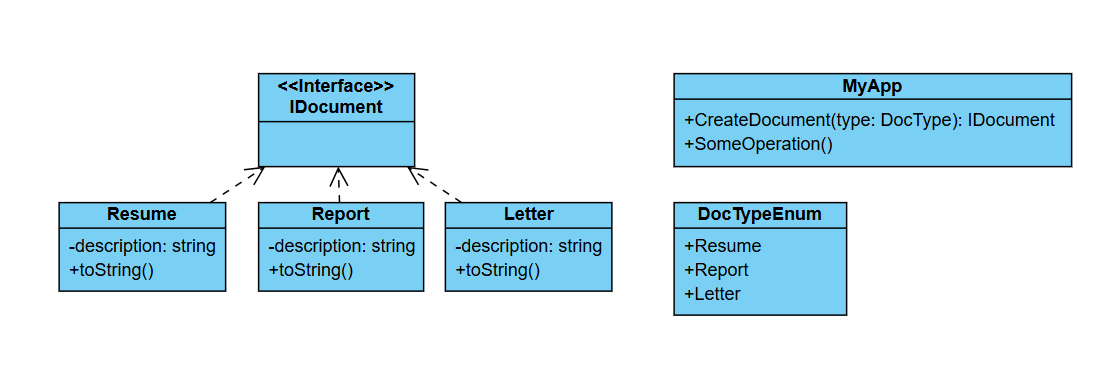 <<Interface>>
IDocument
Resume
-description: string
+toString()
Report
-description: string
+toString()
Letter
-description: string
+toString()
MyApp
+CreateDocument(type: DocType): IDocument
+SomeOperation()
DocTypeEnum
+Resume
+Report
+Letter